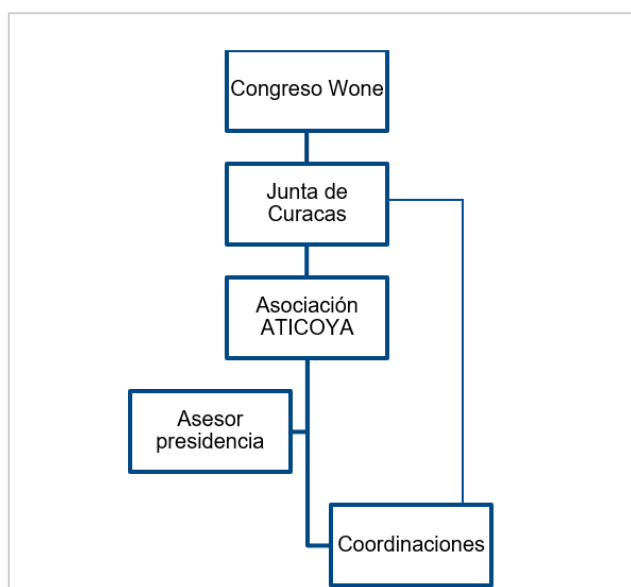 Congreso Wone
Junta de
Curacas
Asociación
ATICOYA
Asesor
presidencia
Coordinaciones